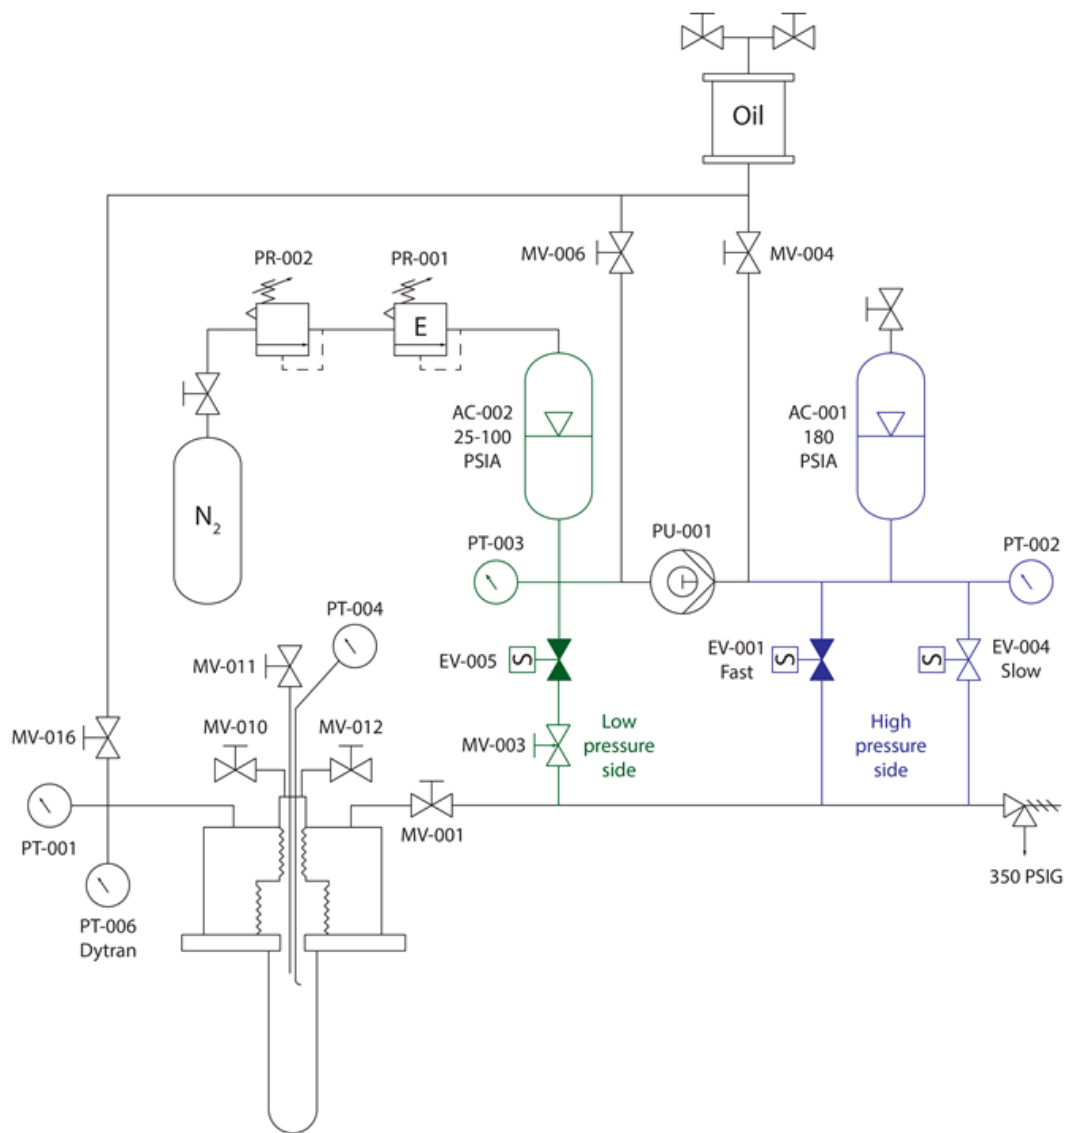 Oil
MV-006
MV-004
PR-002
PR-001
E
AC-002
25-100
PSIA
AC-001
180
PSIA
N₂
PT-003
PU-001
PT-002
PT-004
MV-011
EV-005
S
EV-001
Fast
S
S
EV-004
Slow
MV-010
MV-012
MV-016
MV-003
Low
pressure
side
High
pressure
side
PT-001
MV-001
350 PSIG
PT-006
Dytran